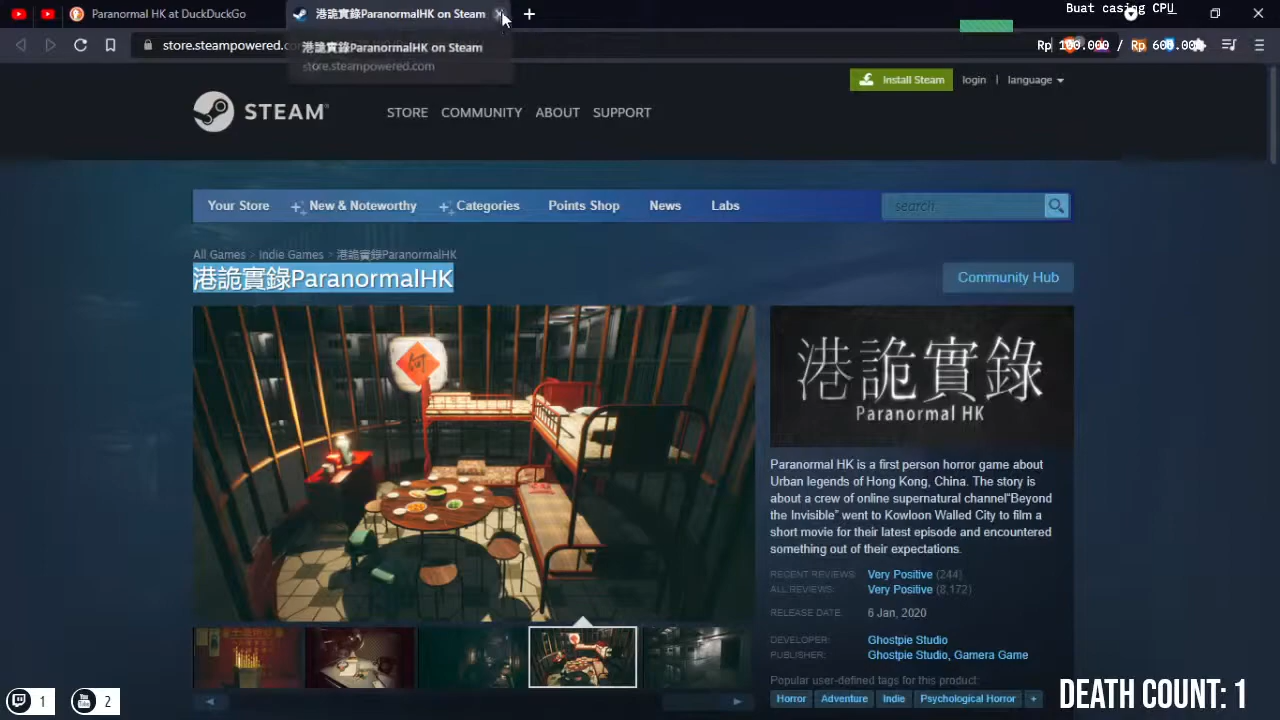 Paranormal HK at DuckDuckGo
港詭實錄ParanormalHK on Steam
Buat casing CPU
store.steampowered.co
港詭實錄ParanormalHK on Steam
store.steampowered.com
Rp 100.000 / Rp 600.000
Install Steam
login
language
STEAM
STORE
COMMUNITY
ABOUT
SUPPORT
Your Store
New & Noteworthy
Categories
Points Shop
News
Labs
search
All Games > Indie Games > 港詭實錄ParanormalHK
港詭實錄ParanormalHK
Community Hub
何
港詭實錄
Paranormal HK
Paranormal HK is a first person horror game about
Urban legends of Hong Kong, China. The story is
about a crew of online supernatural channel"Beyond
the Invisible" went to Kowloon Walled City to film a
short movie for their latest episode and encountered
something out of their expectations.
RECENT REVIEWS: Very Positive (244)
ALL REVIEWS: Very Positive (8,172)
RELEASE DATE: 6 Jan, 2020
DEVELOPER: Ghostpie Studio
PUBLISHER: Ghostpie Studio, Gamera Game
Popular user-defined tags for this product:
Horror
Adventure
Indie
Psychological Horror
+
1
2
DEATH COUNT: 1